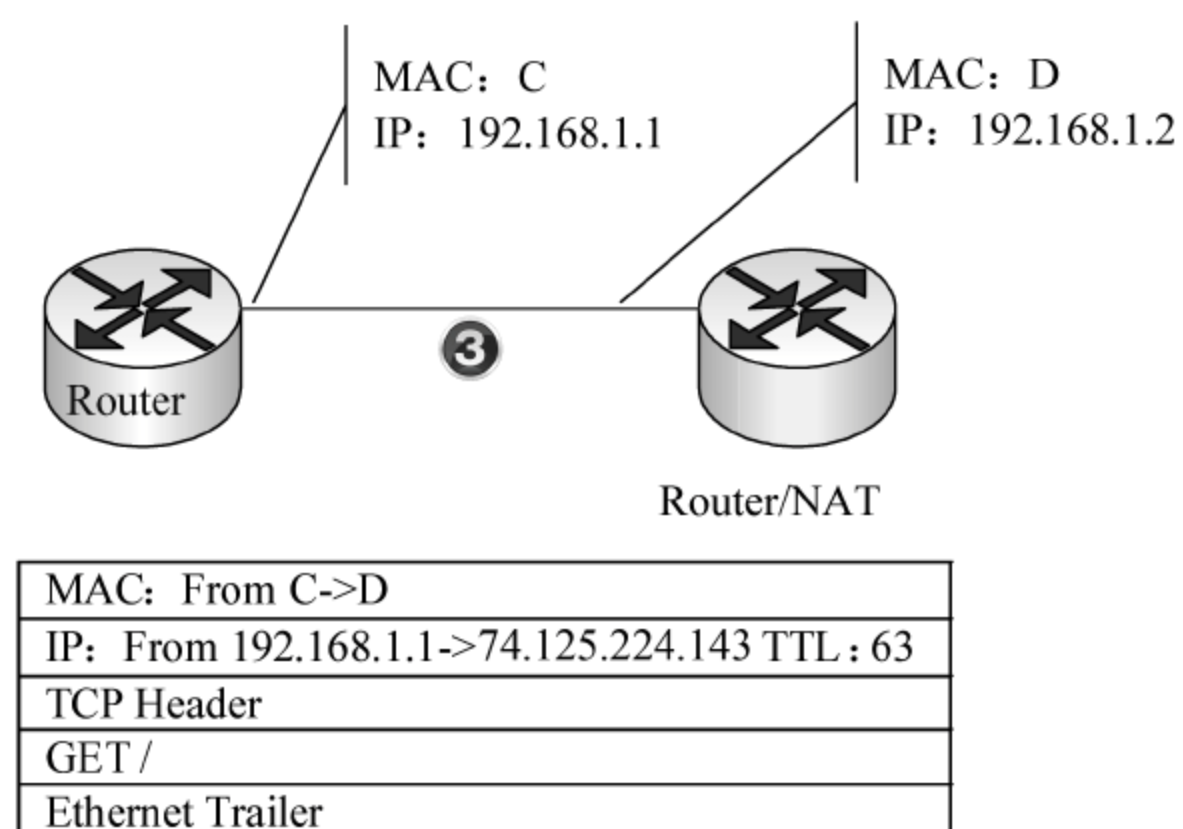 MAC：C
IP：192.168.1.1
MAC：D
IP：192.168.1.2
3
Router
Router/NAT
MAC：From C->D
IP：From 192.168.1.1->74.125.224.143 TTL：63
TCP Header
GET /
Ethernet Trailer